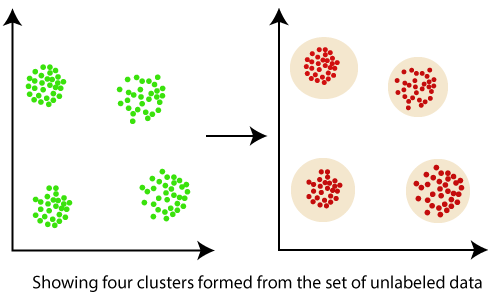 Showing four clusters formed from the set of unlabeled data